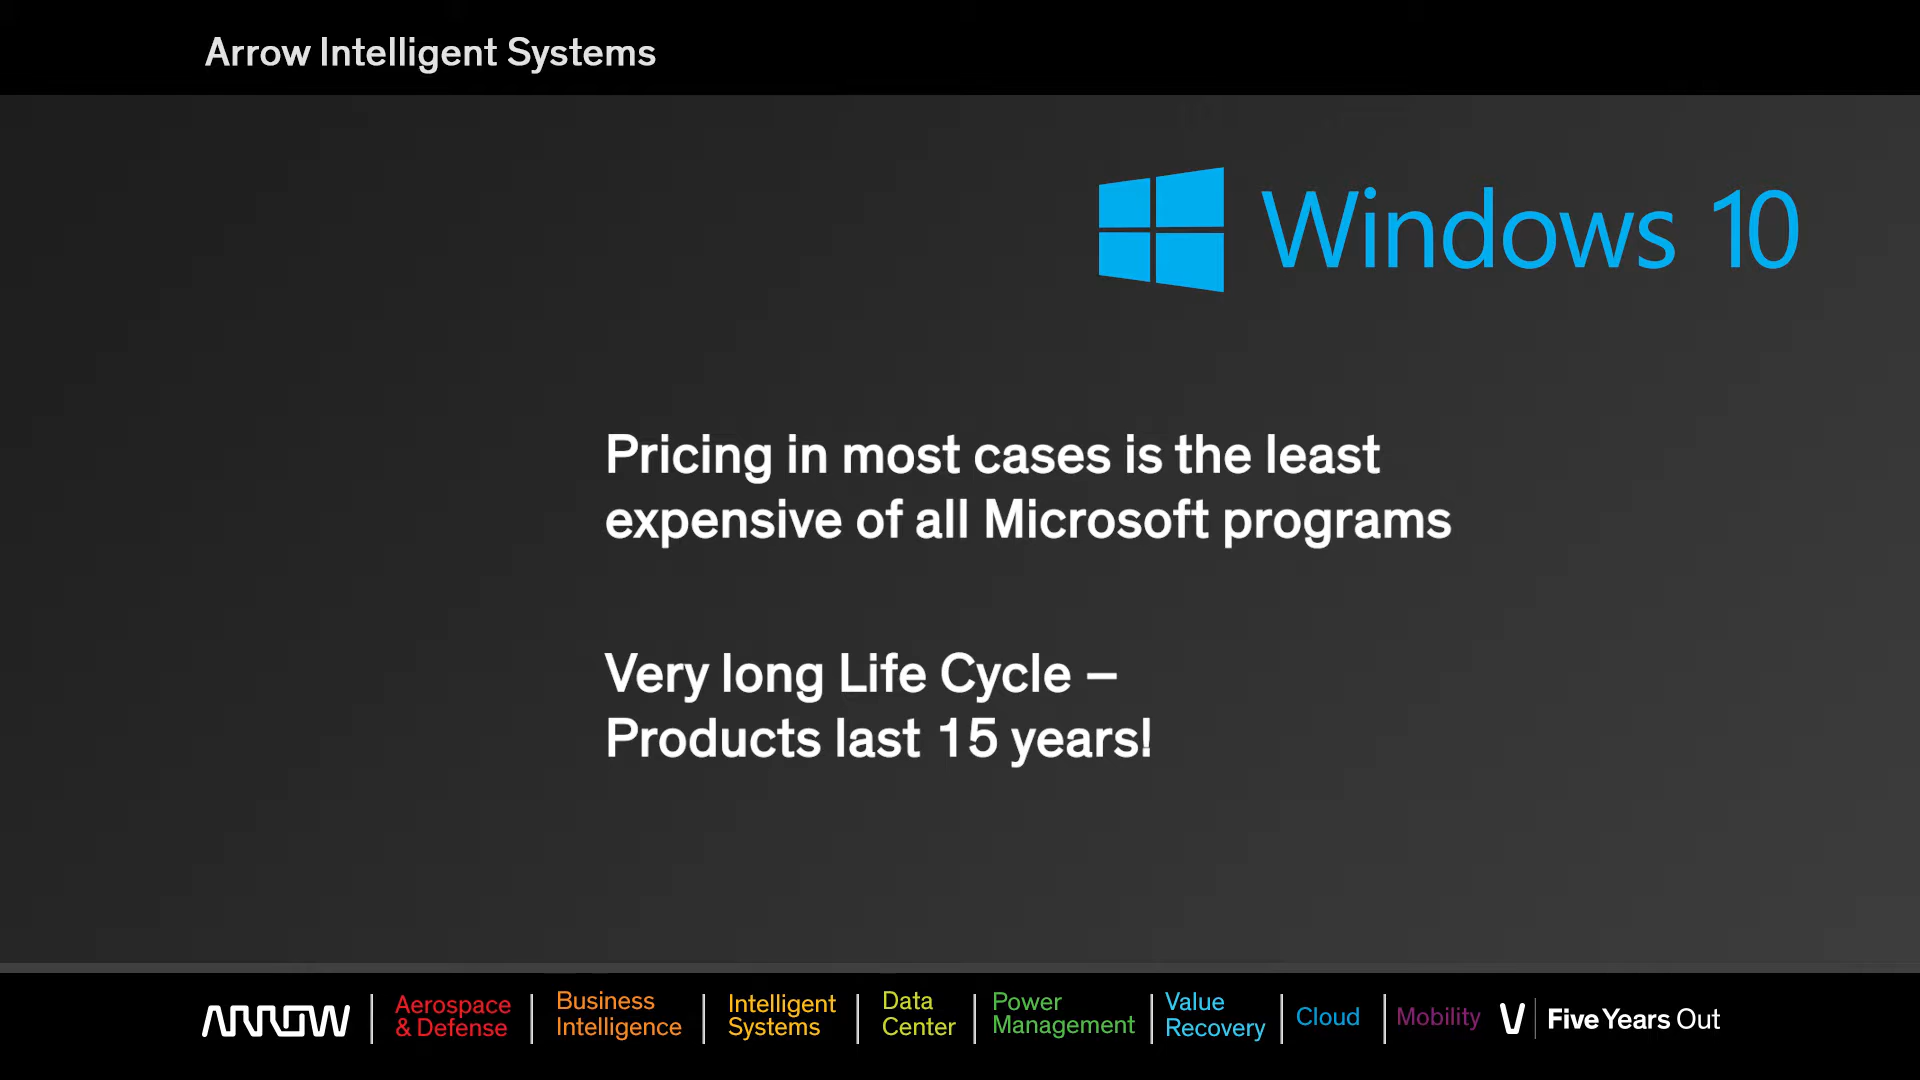 Arrow Intelligent Systems
Windows 10
Pricing in most cases is the least
expensive of all Microsoft programs
Very long Life Cycle –
Products last 15 years!
ARROW
Aerospace
& Defense
Business
Intelligence
Intelligent
Systems
Data
Center
Power
Management
Value
Recovery
Cloud
Mobility
Five Years Out